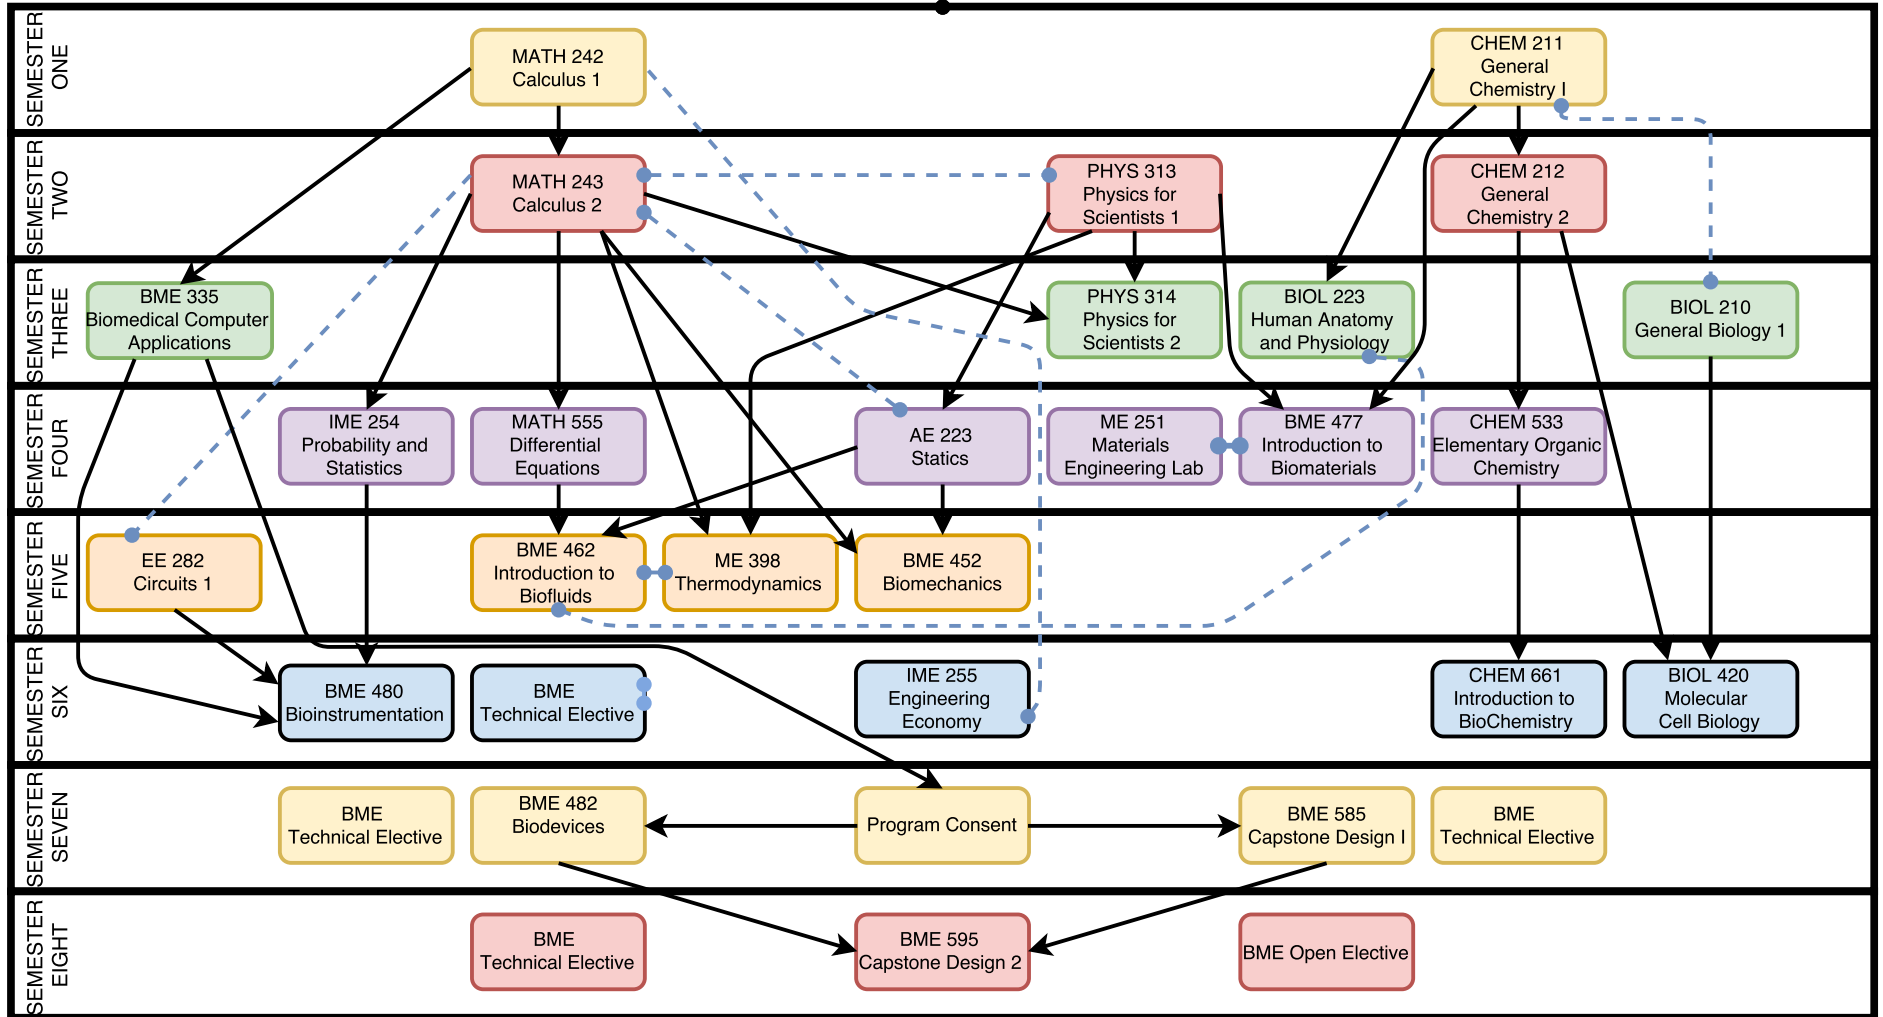 SEMESTER
ONE
MATH 242
Calculus 1
CHEM 211
General
Chemistry I
SEMESTER
TWO
MATH 243
Calculus 2
PHYS 313
Physics for
Scientists 1
CHEM 212
General
Chemistry 2
SEMESTER
THREE
BME 335
Biomedical Computer
Applications
PHYS 314
Physics for
Scientists 2
BIOL 223
Human Anatomy
and Physiology
BIOL 210
General Biology 1
SEMESTER
FOUR
IME 254
Probability and
Statistics
MATH 555
Differential
Equations
AE 223
Statics
ME 251
Materials
Engineering Lab
BME 477
Introduction to
Biomaterials
CHEM 533
Elementary Organic
Chemistry
SEMESTER
FIVE
EE 282
Circuits 1
BME 462
Introduction to
Biofluids
ME 398
Thermodynamics
BME 452
Biomechanics
SEMESTER
SIX
BME 480
Bioinstrumentation
BME
Technical Elective
IME 255
Engineering
Economy
CHEM 661
Introduction to
BioChemistry
BIOL 420
Molecular
Cell Biology
SEMESTER
SEVEN
BME
Technical Elective
BME 482
Biodevices
Program Consent
BME 585
Capstone Design I
BME
Technical Elective
SEMESTER
EIGHT
BME
Technical Elective
BME 595
Capstone Design 2
BME Open Elective